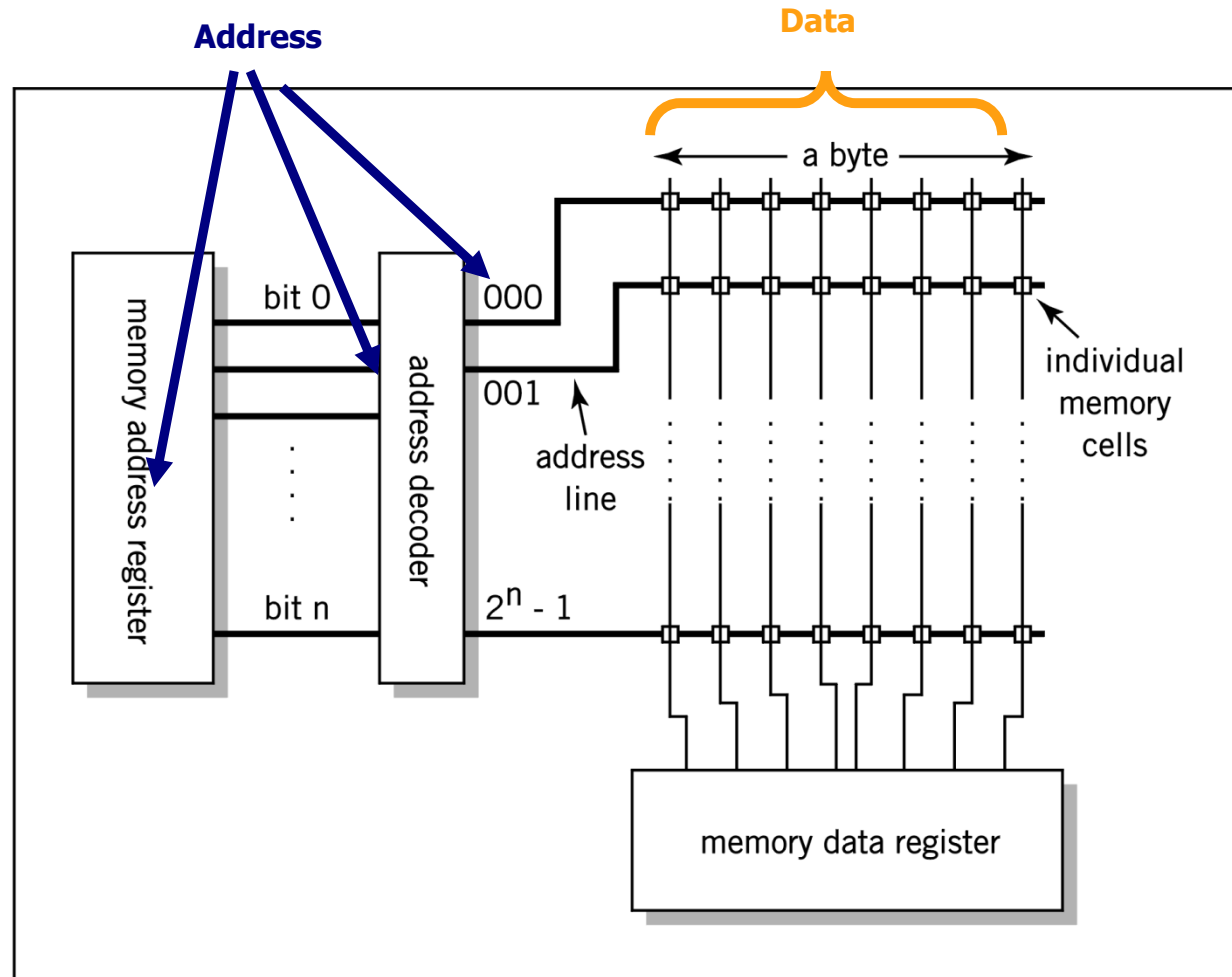 Address
Data
a byte
bit 0
000
001
memory address register
address decoder
address
line
individual
memory
cells
bit n
2ⁿ - 1
memory data register